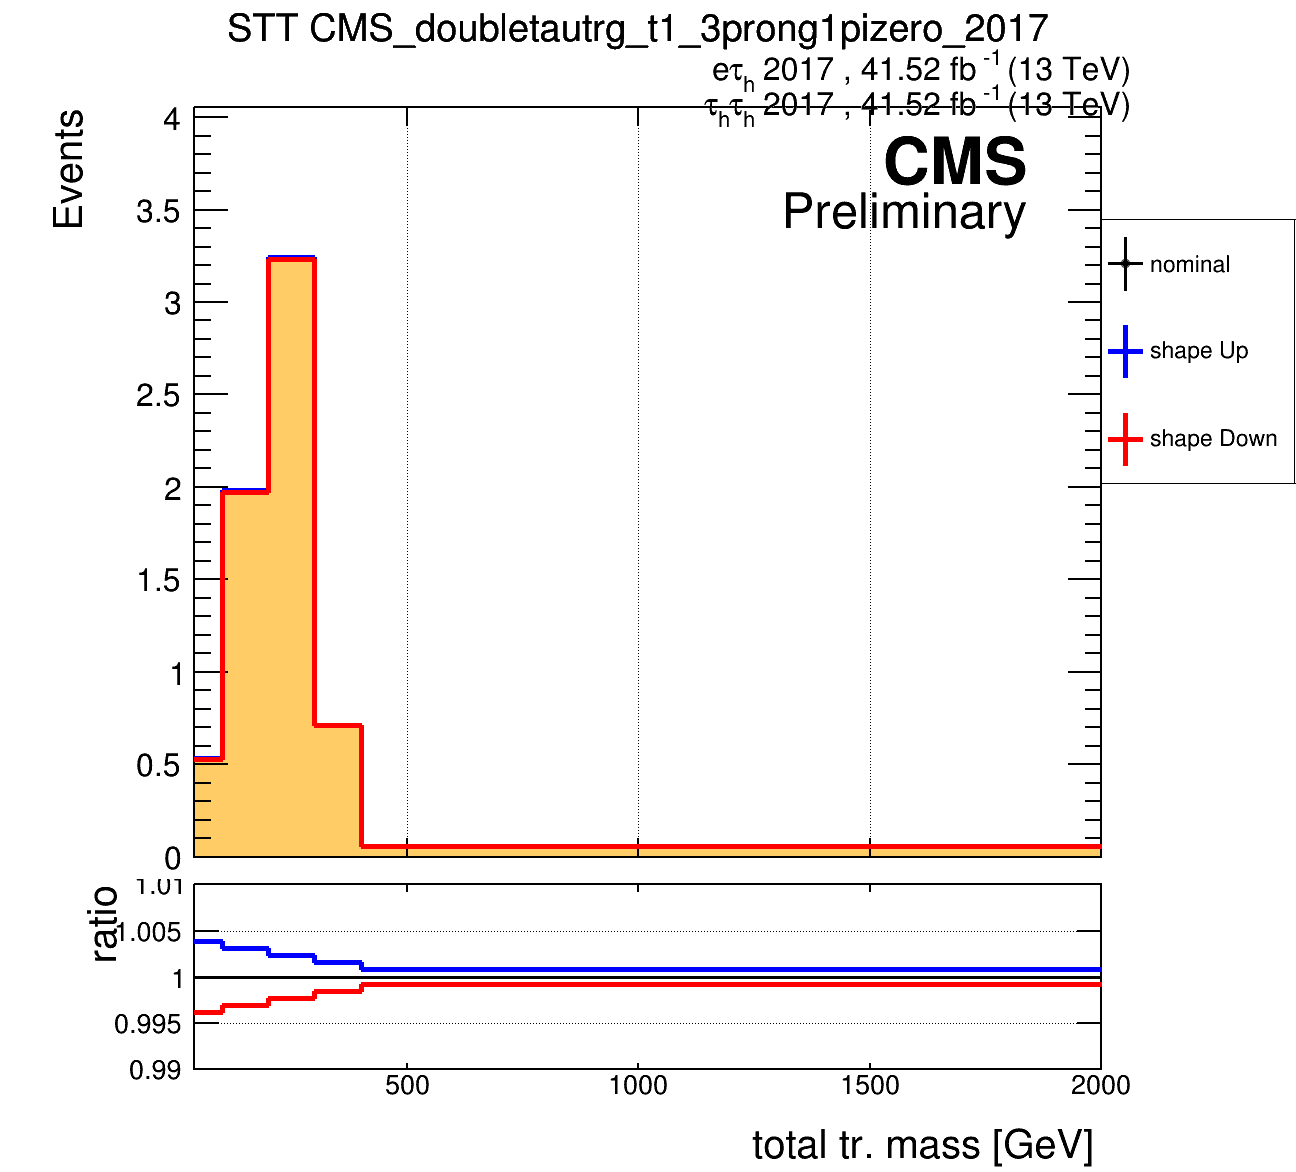 STT CMS_doubletautrg_t1_3prong1pizero_2017
eτh 2017 , 41.52 fb -1 (13 TeV)
τhτh 2017 , 41.52 fb -1 (13 TeV)
CMS
Preliminary
Events
4
3.5
3
2.5
2
1.5
1
0.5
0
nominal
shape Up
shape Down
ratio
1.01
1.005
1
0.995
0.99
500 1000 1500 2000
total tr. mass [GeV]